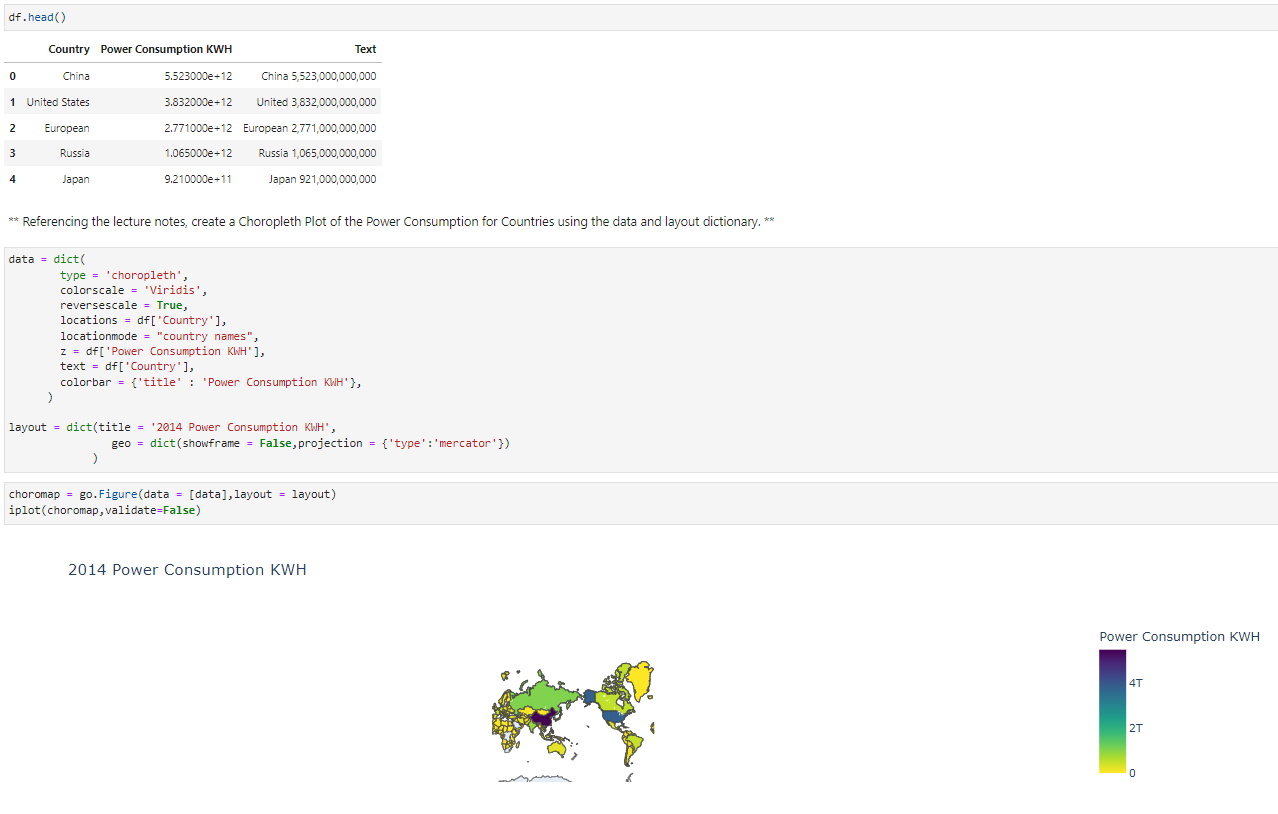 df.head()
Country Power Consumption KWH Text
0 China 5.523000e+12 China 5,523,000,000,000
1 United States 3.832000e+12 United 3,832,000,000,000
2 European 2.771000e+12 European 2,771,000,000,000
3 Russia 1.065000e+12 Russia 1,065,000,000,000
4 Japan 9.210000e+11 Japan 921,000,000,000
** Referencing the lecture notes, create a Choropleth Plot of the Power Consumption for Countries using the data and layout dictionary. **
data = dict(
type = 'choropleth',
colorscale = 'Viridis',
reversescale = True,
locations = df['Country'],
locationmode = "country names",
z = df['Power Consumption KWH'],
text = df['Country'],
colorbar = {'title' : 'Power Consumption KWH'},
)
layout = dict(title = '2014 Power Consumption KWH',
geo = dict(showframe = False,projection = {'type':'mercator'})
)
choromap = go.Figure(data = [data],layout = layout)
iplot(choromap,validate=False)
2014 Power Consumption KWH
Power Consumption KWH
4T
2T
0